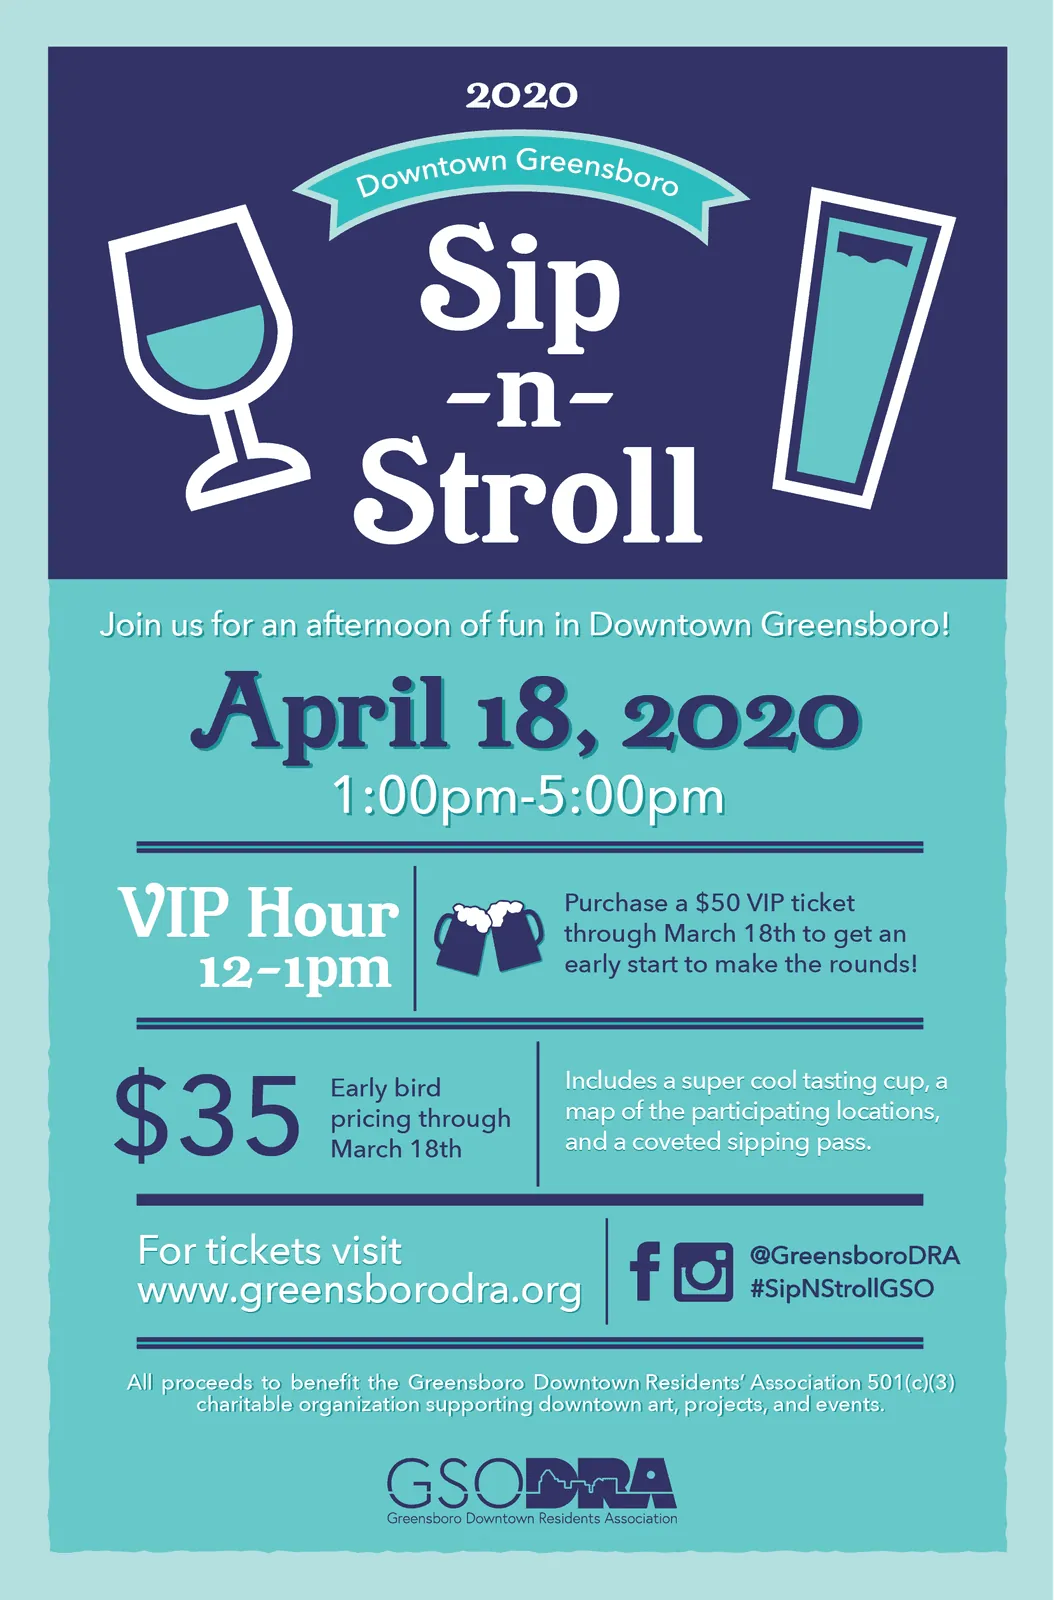 2020
Downtown Greensboro
Sip
-n-
Stroll
Join us for an afternoon of fun in Downtown Greensboro!
April 18, 2020
1:00pm-5:00pm
VIP Hour
12-1pm
Purchase a $50 VIP ticket
through March 18th to get an
early start to make the rounds!
$35
Early bird
pricing through
March 18th
Includes a super cool tasting cup, a
map of the participating locations,
and a coveted sipping pass.
For tickets visit
www.greensborodra.org
@GreensboroDRA
#SipNStrollGSO
All proceeds to benefit the Greensboro Downtown Residents' Association 501(c)(3)
charitable organization supporting downtown art, projects, and events.
GSODRA
Greensboro Downtown Residents Association